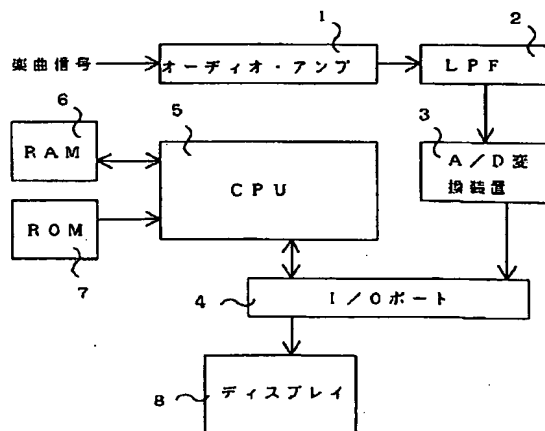 1
2
楽曲信号
オーディオ・アンプ
LPF
6
5
3
RAM
CPU
A/D変
換装置
ROM
7
4
I/Oポート
8
ディスプレイ